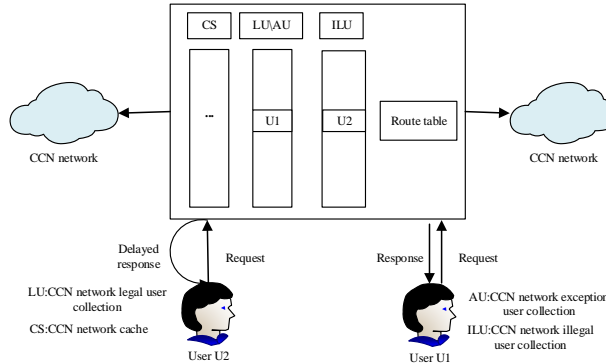 CS
LU\AU
ILU
...
U1
U2
Route table
CCN network
CCN network
Delayed
response
Request
Response
Request
LU:CCN network legal user
collection
CS:CCN network cache
AU:CCN network exception
user collection
ILU:CCN network illegal
user collection
User U2
User U1